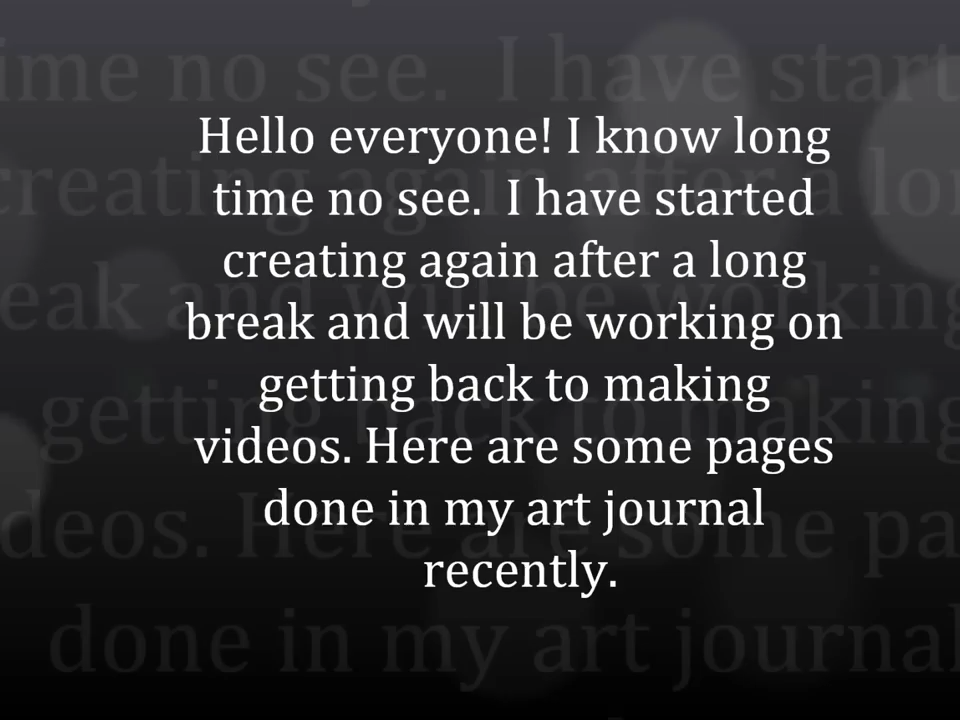 Hello everyone! I know long
time no see.  I have started
creating again after a long
break and will be working on
getting back to making
videos. Here are some pages
done in my art journal
recently.